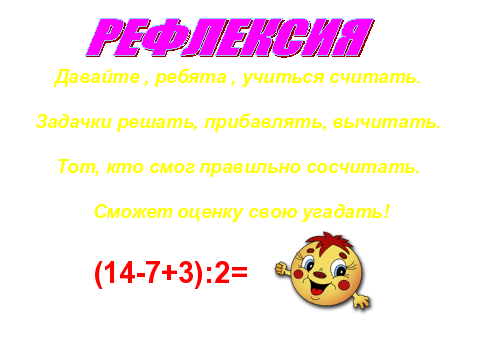 РЕФЛЕКСИЯ
Давайте , ребята , учиться считать.
Задачки решать, прибавлять, вычитать.
Тот, кто смог правильно сосчитать.
Сможет оценку свою угадать!
(14-7+3):2=